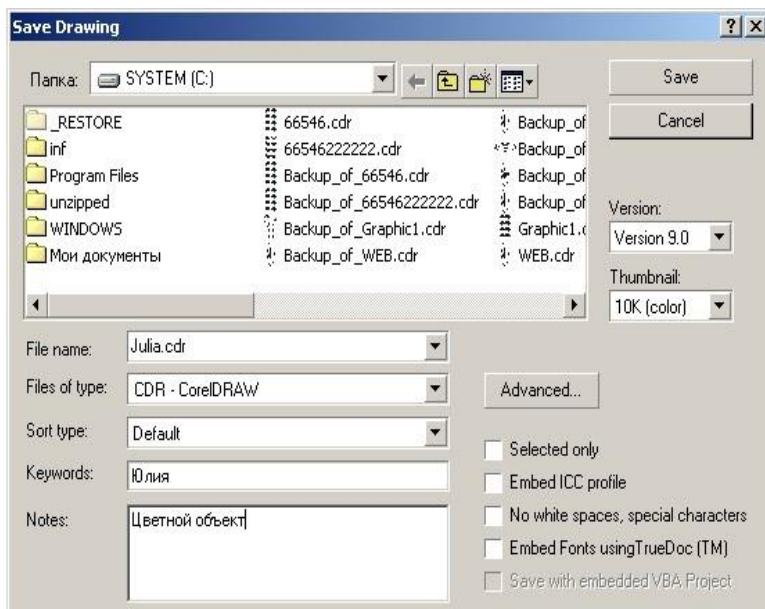 Save Drawing
Папка: SYSTEM (C:)
Save
_RESTORE 66546.cdr Backup_of
Cancel
inf 66546222222.cdr Backup_of
Program Files Backup_of_66546.cdr Backup_of
unzipped Backup_of_66546222222.cdr Backup_of
WINDOWS Backup_of_Graphic1.cdr Graphic1.c
Мои документы Backup_of_WEB.cdr WEB.cdr
Version:
Version 9.0
Thumbnail:
10K (color)
File name: Julia.cdr
Files of type: CDR - CorelDRAW
Advanced...
Sort type: Default
Selected only
Keywords: Юлия
Embed ICC profile
Notes: Цветной объект
No white spaces, special characters
Embed Fonts usingTrueDoc (TM)
Save with embedded VBA Project